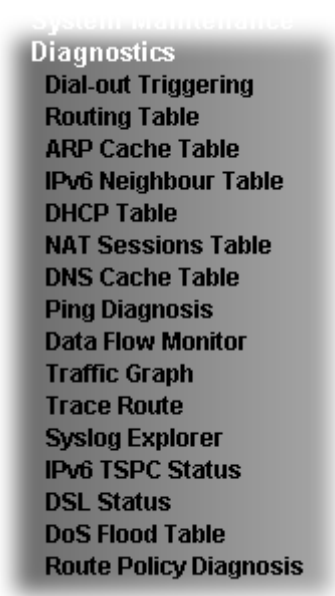 System Maintenance
Diagnostics
Dial-out Triggering
Routing Table
ARP Cache Table
IPv6 Neighbour Table
DHCP Table
NAT Sessions Table
DNS Cache Table
Ping Diagnosis
Data Flow Monitor
Traffic Graph
Trace Route
Syslog Explorer
IPv6 TSPC Status
DSL Status
DoS Flood Table
Route Policy Diagnosis